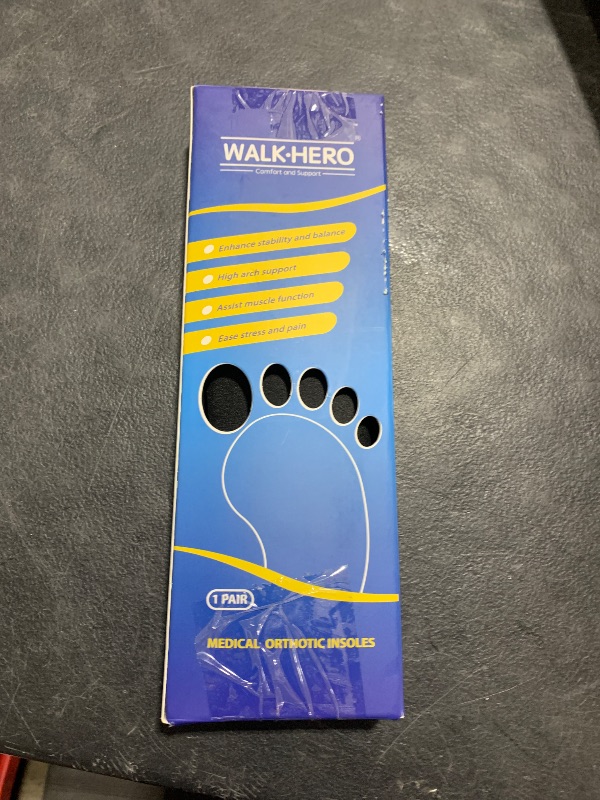 WALK·HERO®
Comfort and Support
Enhance stability and balance
High arch support
Assist muscle function
Ease stress and pain
1 PAIR
MEDICAL ORTHOTIC INSOLES